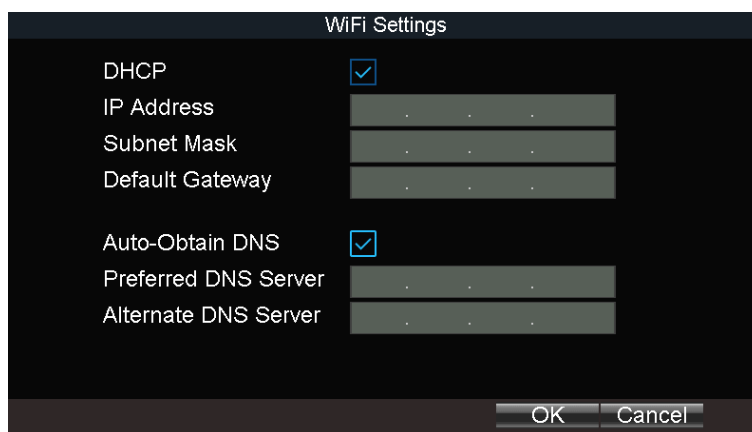 WiFi Settings
DHCP
IP Address . . .
Subnet Mask . . .
Default Gateway . . .
Auto-Obtain DNS
Preferred DNS Server . . .
Alternate DNS Server . . .
OK Cancel